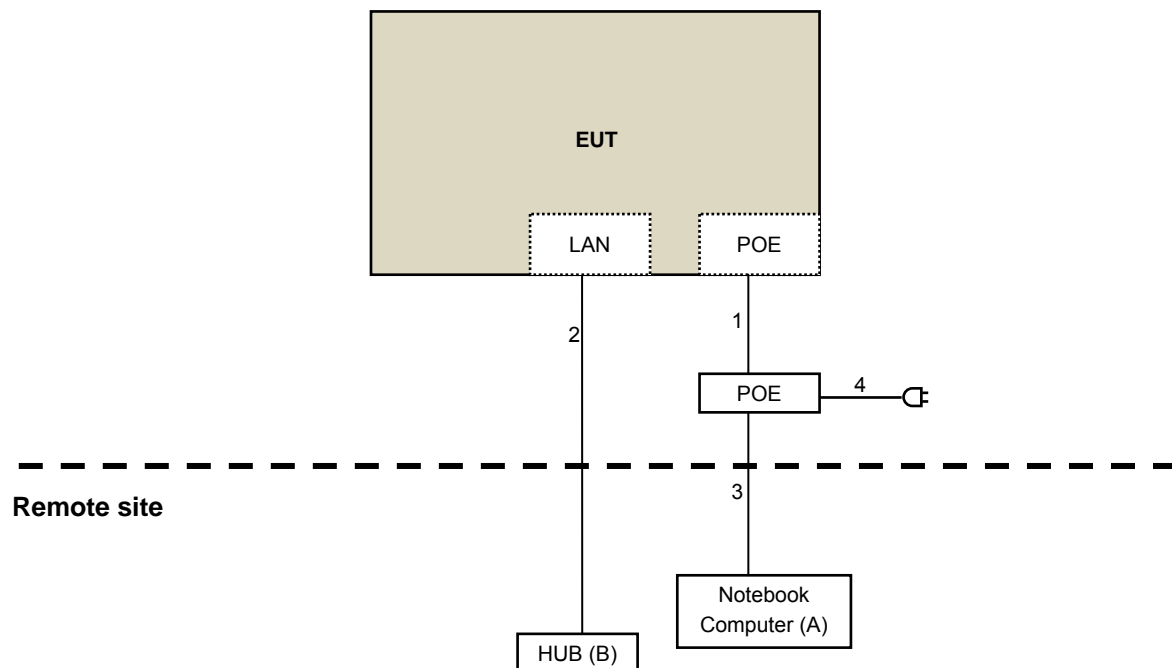 EUT
LAN
POE
2
1
POE
4
3
Remote site
Notebook
Computer (A)
HUB (B)